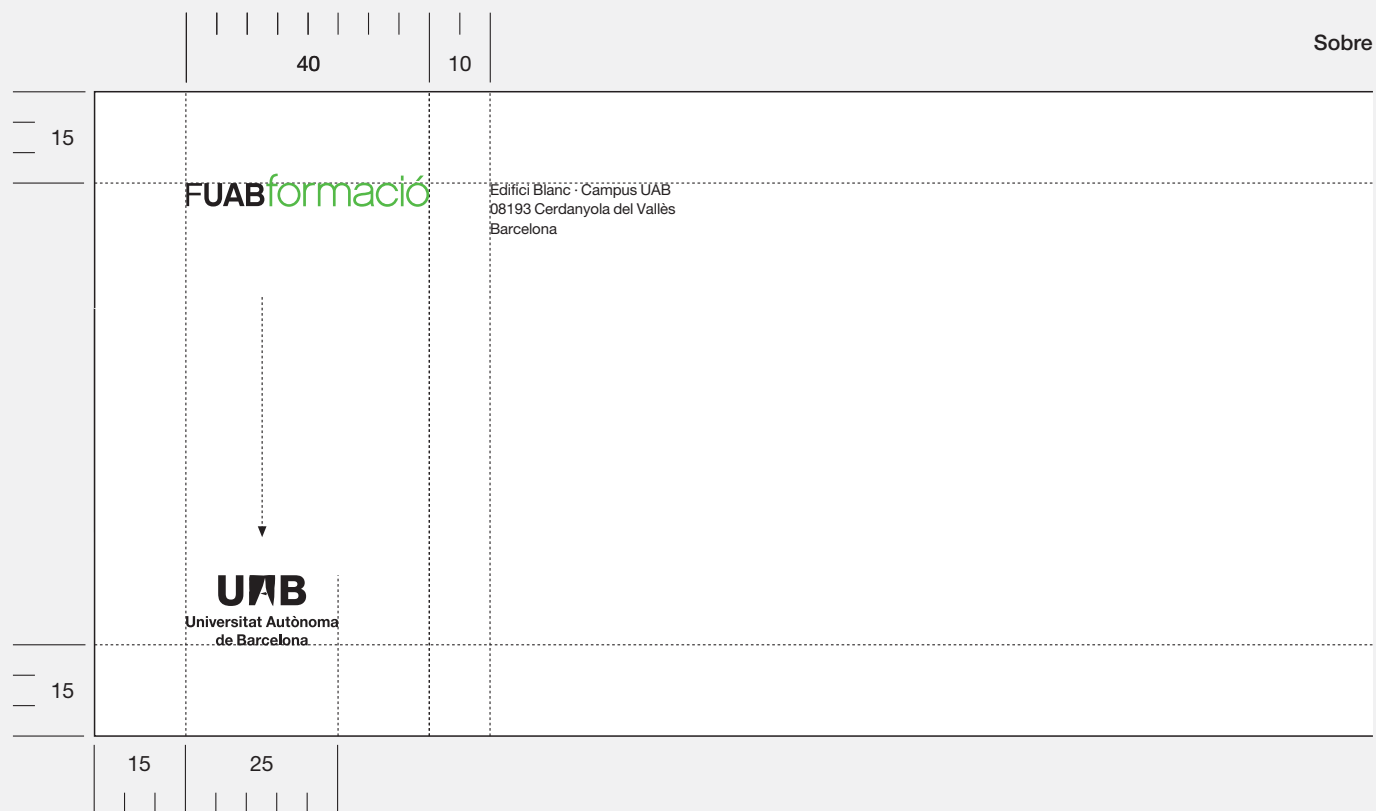 Sobre
40
10
15
FUABformació
Edifici Blanc · Campus UAB
08193 Cerdanyola del Vallès
Barcelona
UAB
Universitat Autònoma
de Barcelona
15
15
25